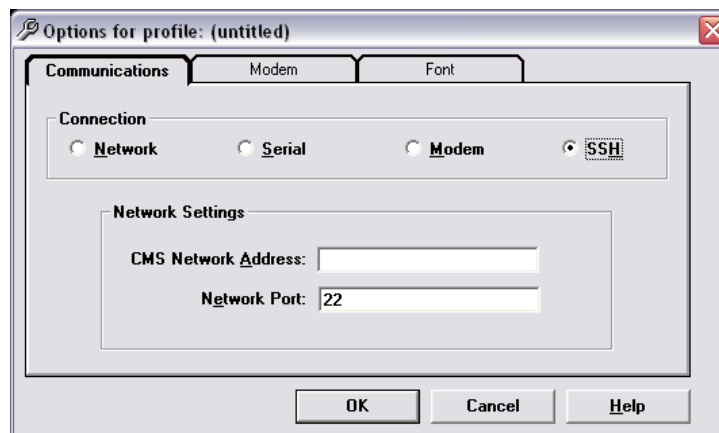 Options for profile: (untitled)
Communications Modem Font
Connection
Network Serial Modem SSH
Network Settings
CMS Network Address:
Network Port: 22
OK Cancel Help